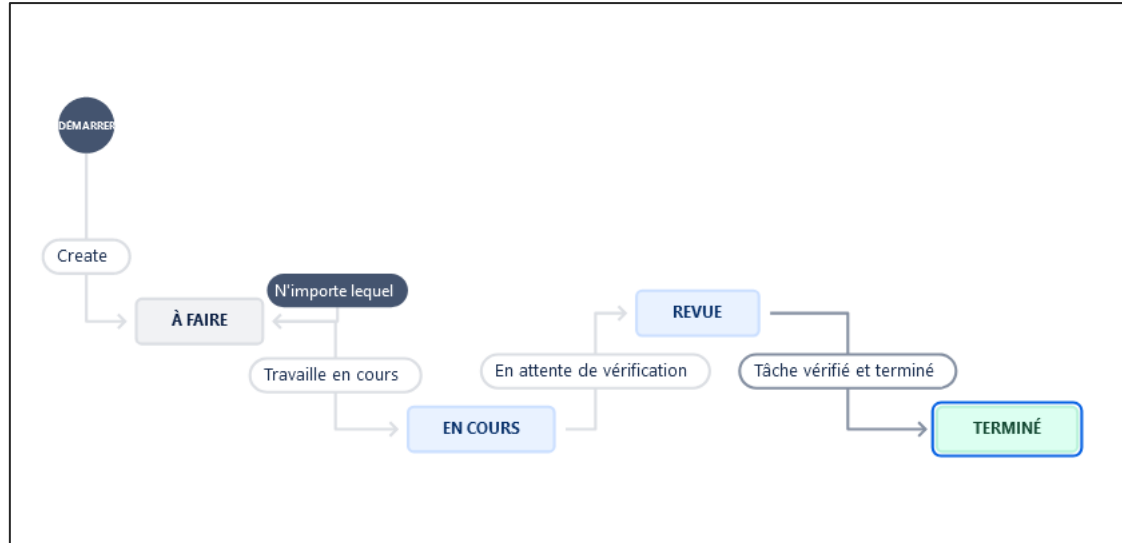 DÉMARRER
Create
N'importe lequel
À FAIRE
REVUE
Travaille en cours
En attente de vérification
Tâche vérifié et terminé
EN COURS
TERMINÉ